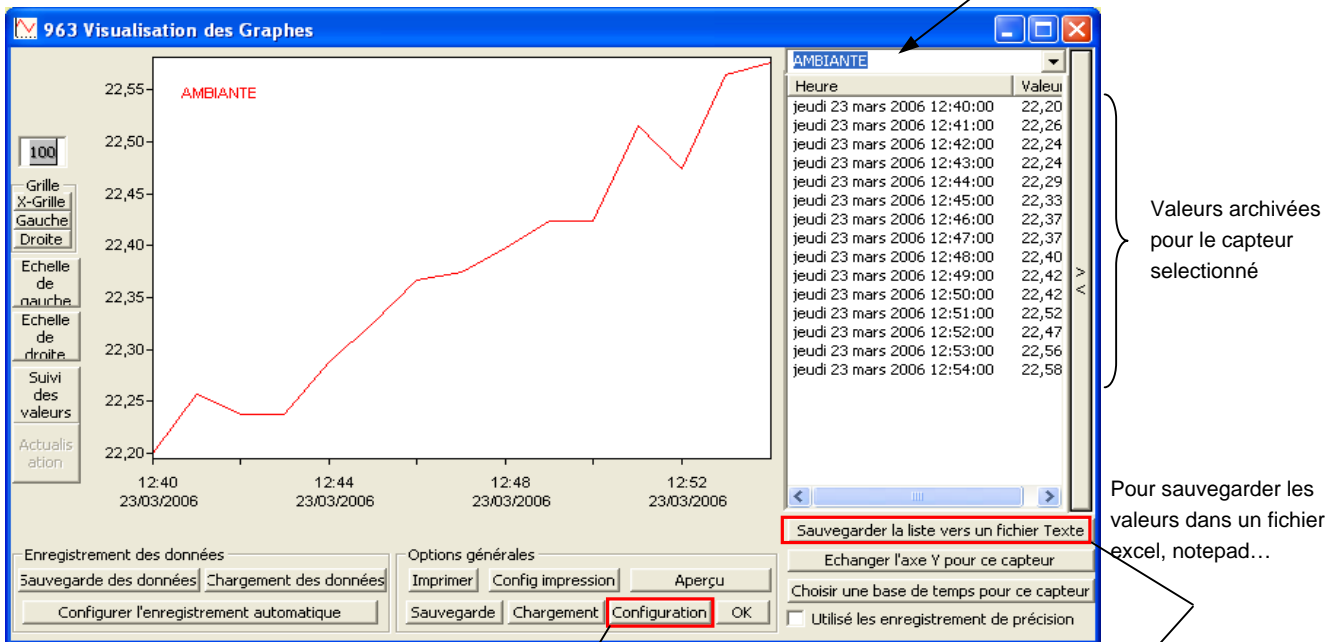 963 Visualisation des Graphes
AMBIANTE
22,55
22,50
22,45
22,40
22,35
22,30
22,25
22,20
12:40
23/03/2006
12:44
23/03/2006
12:48
23/03/2006
12:52
23/03/2006
100
Grille
X-Grille
Gauche
Droite
Echelle
de
gauche
Echelle
de
droite
Suivi
des
valeurs
Actualis
ation
AMBIANTE
Heure Valeu
jeudi 23 mars 2006 12:40:00 22,20
jeudi 23 mars 2006 12:41:00 22,26
jeudi 23 mars 2006 12:42:00 22,24
jeudi 23 mars 2006 12:43:00 22,24
jeudi 23 mars 2006 12:44:00 22,29
jeudi 23 mars 2006 12:45:00 22,33
jeudi 23 mars 2006 12:46:00 22,37
jeudi 23 mars 2006 12:47:00 22,37
jeudi 23 mars 2006 12:48:00 22,40
jeudi 23 mars 2006 12:49:00 22,42
jeudi 23 mars 2006 12:50:00 22,42
jeudi 23 mars 2006 12:51:00 22,52
jeudi 23 mars 2006 12:52:00 22,47
jeudi 23 mars 2006 12:53:00 22,56
jeudi 23 mars 2006 12:54:00 22,58
>
<
Valeurs archivées
pour le capteur
selectionné
Pour sauvegarder les
valeurs dans un fichier
excel, notepad…
Sauvegarder la liste vers un fichier Texte
Echanger l'axe Y pour ce capteur
Choisir une base de temps pour ce capteur
Utilisé les enregistrement de précision
Enregistrement des données
Sauvegarde des données Chargement des données
Configurer l'enregistrement automatique
Options générales
Imprimer Config impression Aperçu
Sauvegarde Chargement Configuration OK